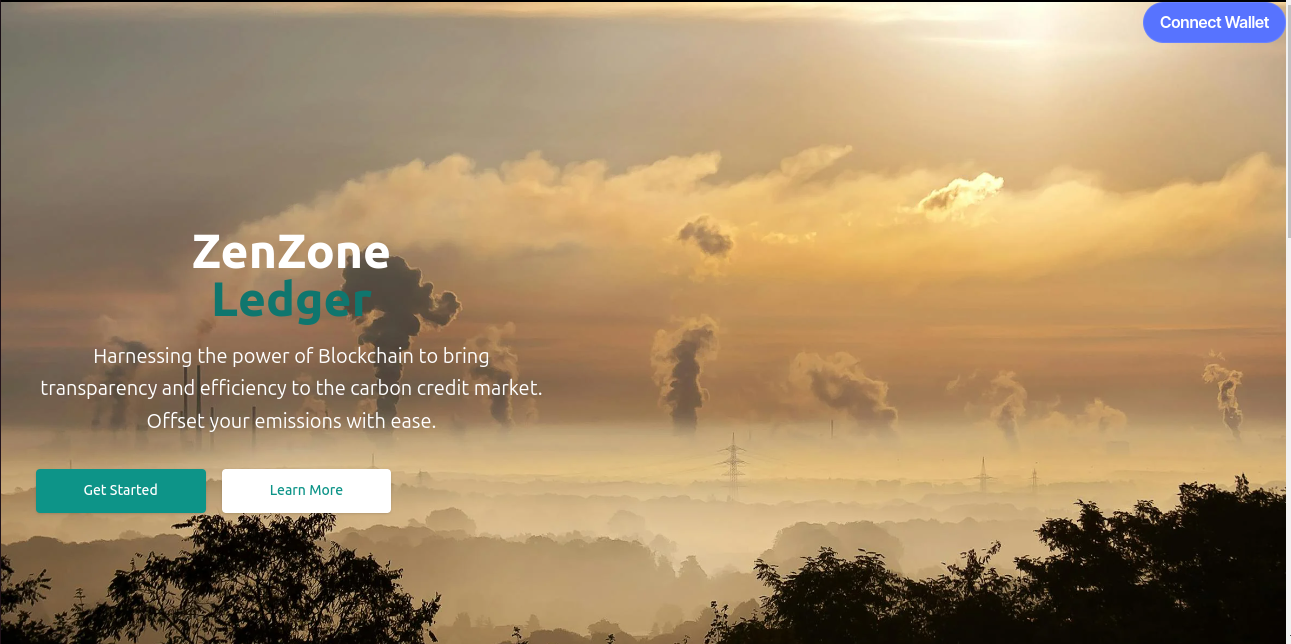 Connect Wallet
ZenZone
Ledger
Harnessing the power of Blockchain to bring
transparency and efficiency to the carbon credit market.
Offset your emissions with ease.
Get Started
Learn More